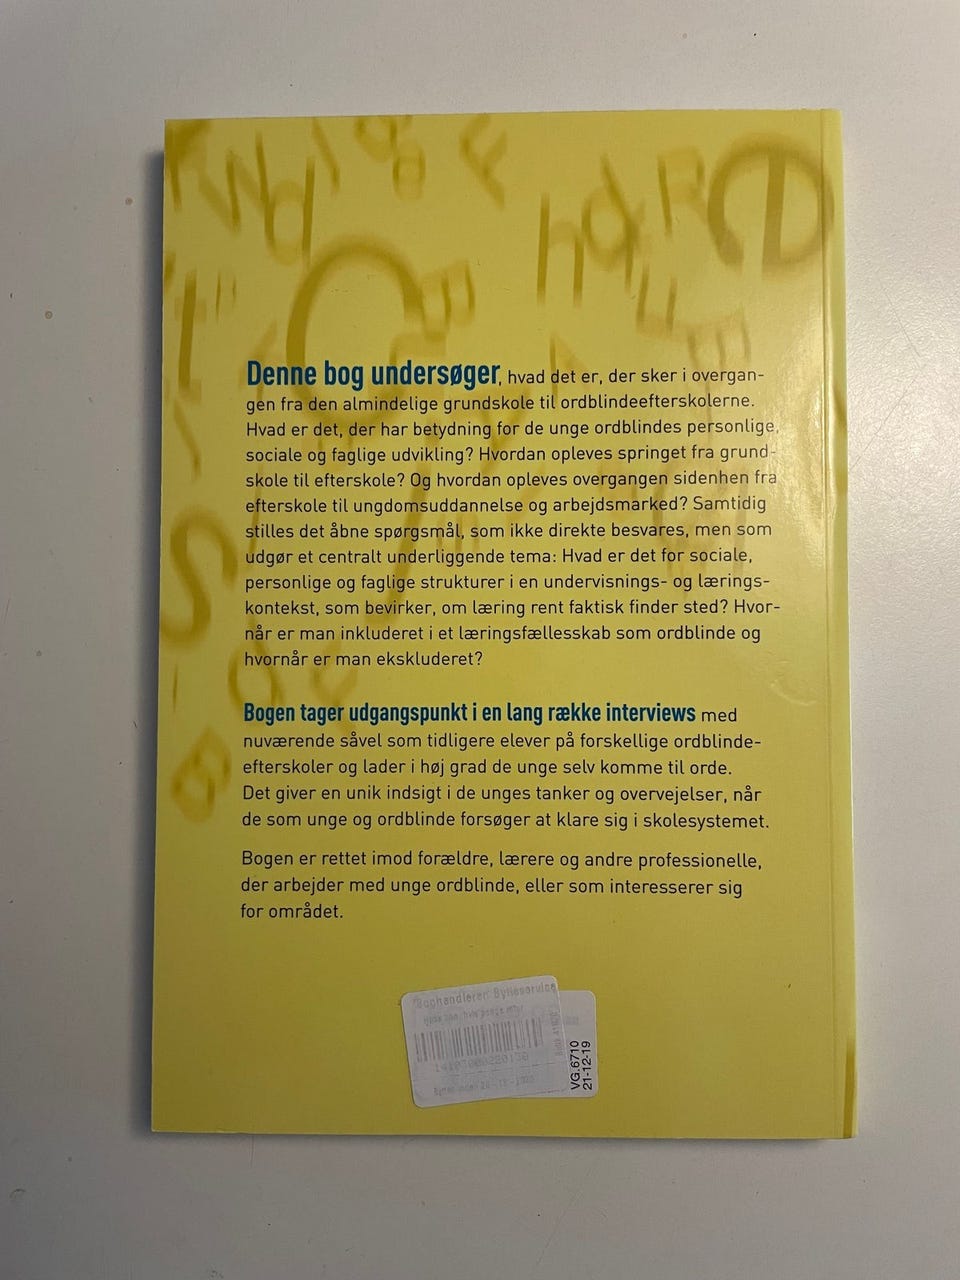 Denne bog undersøger, hvad det er, der sker i overgan-
gen fra den almindelige grundskole til ordblindeefterskolerne.
Hvad er det, der har betydning for de unge ordblindes personlige,
sociale og faglige udvikling? Hvordan opleves springet fra grund-
skole til efterskole? Og hvordan opleves overgangen sidenhen fra
efterskole til ungdomsuddannelse og arbejdsmarked? Samtidig
stilles det åbne spørgsmål, som ikke direkte besvares, men som
udgør et centralt underliggende tema: Hvad er det for sociale,
personlige og faglige strukturer i en undervisnings- og lærings-
kontekst, som bevirker, om læring rent faktisk finder sted? Hvor-
når er man inkluderet i et læringsfællesskab som ordblinde og
hvornår er man ekskluderet?
Bogen tager udgangspunkt i en lang række interviews med
nuværende såvel som tidligere elever på forskellige ordblinde-
efterskoler og lader i høj grad de unge selv komme til orde.
Det giver en unik indsigt i de unges tanker og overvejelser, når
de som unge og ordblinde forsøger at klare sig i skolesystemet.
Bogen er rettet imod forældre, lærere og andre professionelle,
der arbejder med unge ordblinde, eller som interesserer sig
for området.
Boghandleren Bytteservice
VG.6710
21-12-19